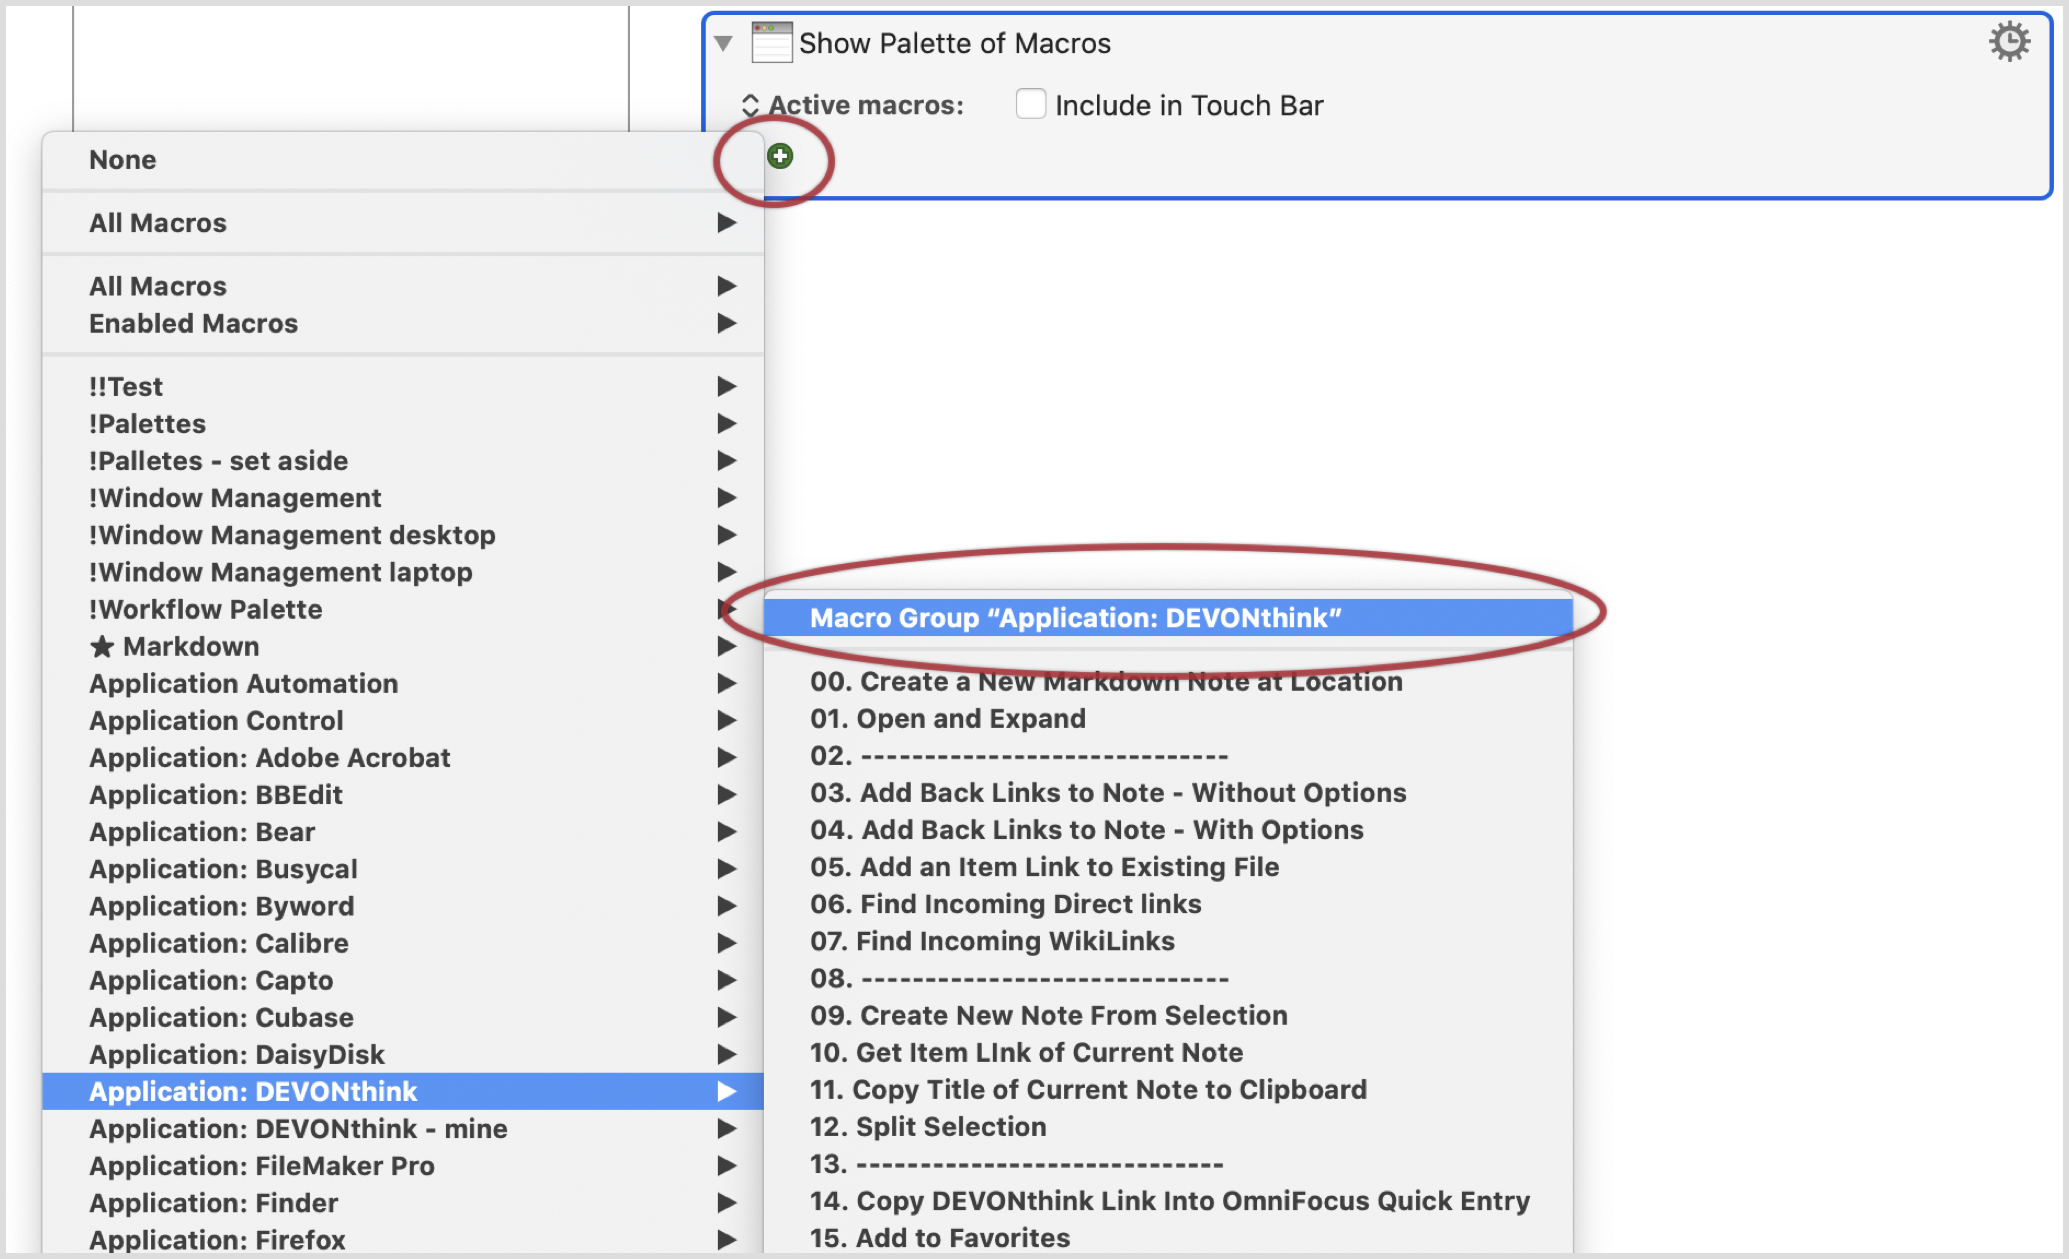 Show Palette of Macros
Active macros:
Include in Touch Bar
None
All Macros
All Macros
Enabled Macros
!!Test
!Palettes
!Palletes - set aside
!Window Management
!Window Management desktop
!Window Management laptop
!Workflow Palette
★ Markdown
Application Automation
Application Control
Application: Adobe Acrobat
Application: BBEdit
Application: Bear
Application: Busycal
Application: Byword
Application: Calibre
Application: Capto
Application: Cubase
Application: DaisyDisk
Application: DEVONthink
Application: DEVONthink - mine
Application: FileMaker Pro
Application: Finder
Application: Firefox
Macro Group “Application: DEVONthink”
00. Create a New Markdown Note at Location
01. Open and Expand
02. -----------------------------
03. Add Back Links to Note - Without Options
04. Add Back Links to Note - With Options
05. Add an Item Link to Existing File
06. Find Incoming Direct links
07. Find Incoming WikiLinks
08. -----------------------------
09. Create New Note From Selection
10. Get Item LInk of Current Note
11. Copy Title of Current Note to Clipboard
12. Split Selection
13. -----------------------------
14. Copy DEVONthink Link Into OmniFocus Quick Entry
15. Add to Favorites